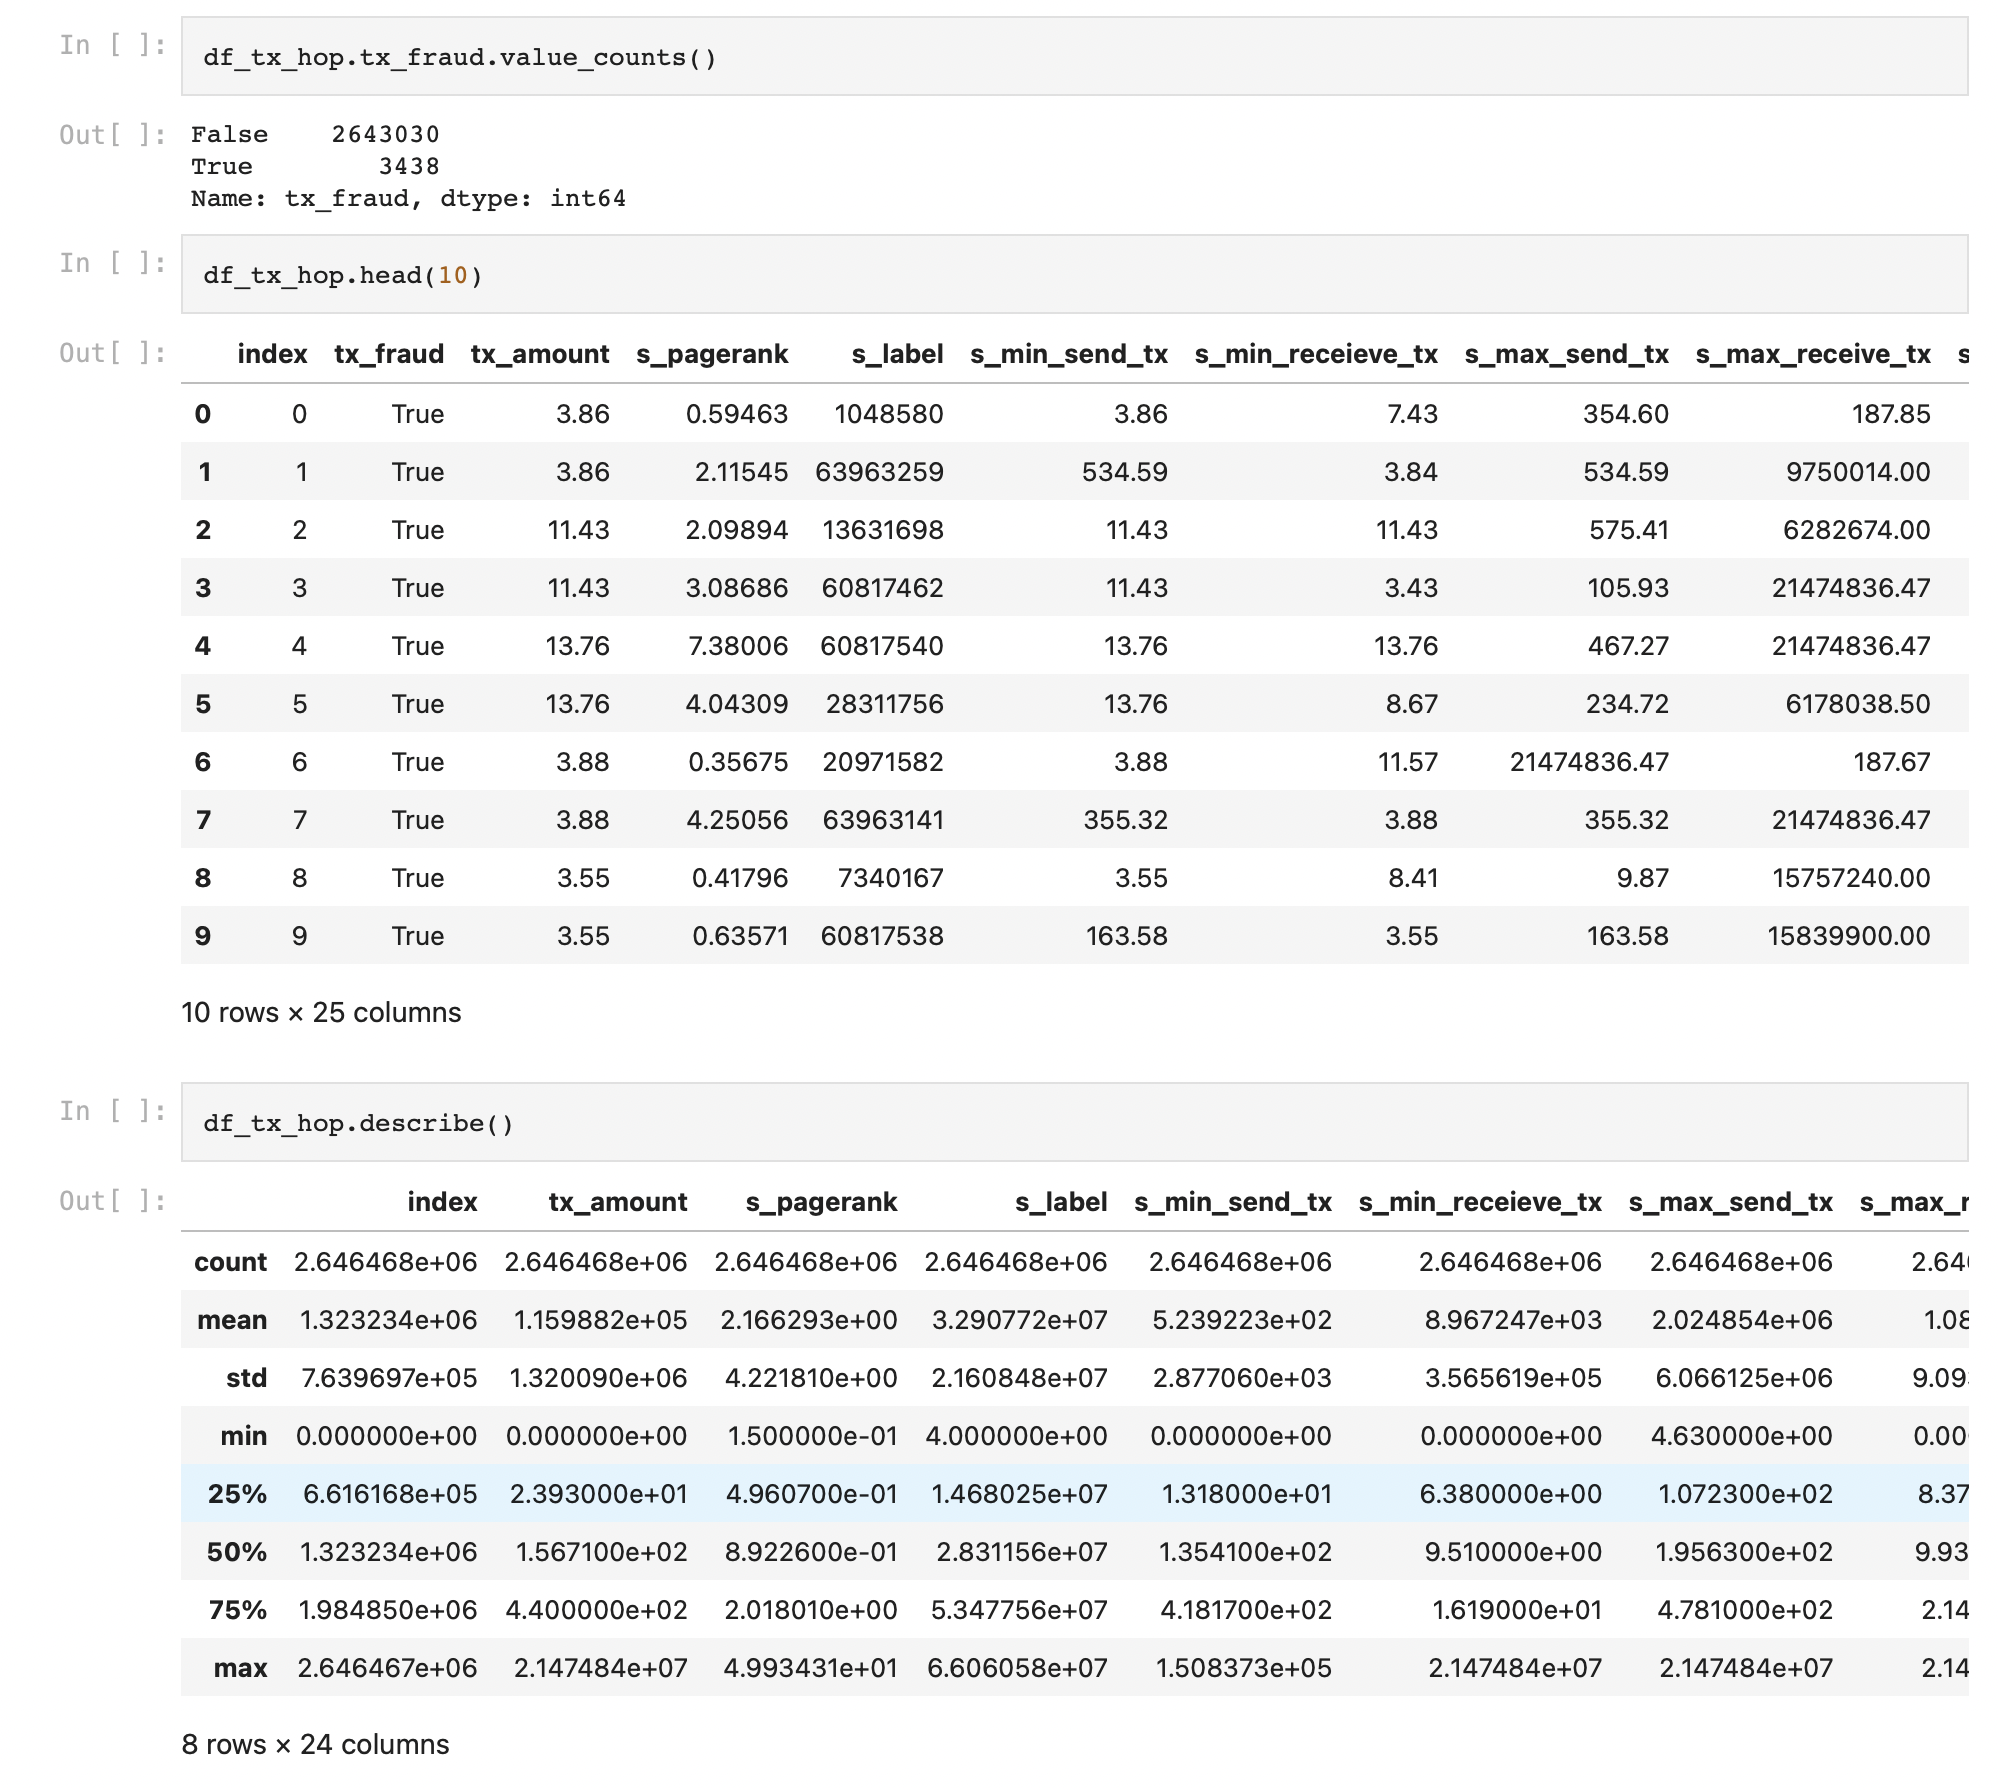 In [ ]: df_tx_hop.tx_fraud.value_counts()
Out[ ]: False 2643030
True 3438
Name: tx_fraud, dtype: int64
In [ ]: df_tx_hop.head(10)
Out[ ]: index tx_fraud tx_amount s_pagerank s_label s_min_send_tx s_min_receieve_tx s_max_send_tx s_max_receive_tx s
0 0 True 3.86 0.59463 1048580 3.86 7.43 354.60 187.85
1 1 True 3.86 2.11545 63963259 534.59 3.84 534.59 9750014.00
2 2 True 11.43 2.09894 13631698 11.43 11.43 575.41 6282674.00
3 3 True 11.43 3.08686 60817462 11.43 3.43 105.93 21474836.47
4 4 True 13.76 7.38006 60817540 13.76 13.76 467.27 21474836.47
5 5 True 13.76 4.04309 28311756 13.76 8.67 234.72 6178038.50
6 6 True 3.88 0.35675 20971582 3.88 11.57 21474836.47 187.67
7 7 True 3.88 4.25056 63963141 355.32 3.88 355.32 21474836.47
8 8 True 3.55 0.41796 7340167 3.55 8.41 9.87 15757240.00
9 9 True 3.55 0.63571 60817538 163.58 3.55 163.58 15839900.00
10 rows × 25 columns
In [ ]: df_tx_hop.describe()
Out[ ]: index tx_amount s_pagerank s_label s_min_send_tx s_min_receieve_tx s_max_send_tx s_max_r
count 2.646468e+06 2.646468e+06 2.646468e+06 2.646468e+06 2.646468e+06 2.646468e+06 2.646468e+06 2.646
mean 1.323234e+06 1.159882e+05 2.166293e+00 3.290772e+07 5.239223e+02 8.967247e+03 2.024854e+06 1.08
std 7.639697e+05 1.320090e+06 4.221810e+00 2.160848e+07 2.877060e+03 3.565619e+05 6.066125e+06 9.09
min 0.000000e+00 0.000000e+00 1.500000e-01 4.000000e+00 0.000000e+00 0.000000e+00 4.630000e+00 0.00
25% 6.616168e+05 2.393000e+01 4.960700e-01 1.468025e+07 1.318000e+01 6.380000e+00 1.072300e+02 8.37
50% 1.323234e+06 1.567100e+02 8.922600e-01 2.831156e+07 1.354100e+02 9.510000e+00 1.956300e+02 9.93
75% 1.984850e+06 4.400000e+02 2.018010e+00 5.347756e+07 4.181700e+02 1.619000e+01 4.781000e+02 2.14
max 2.646467e+06 2.147484e+07 4.993431e+01 6.606058e+07 1.508373e+05 2.147484e+07 2.147484e+07 2.14
8 rows × 24 columns